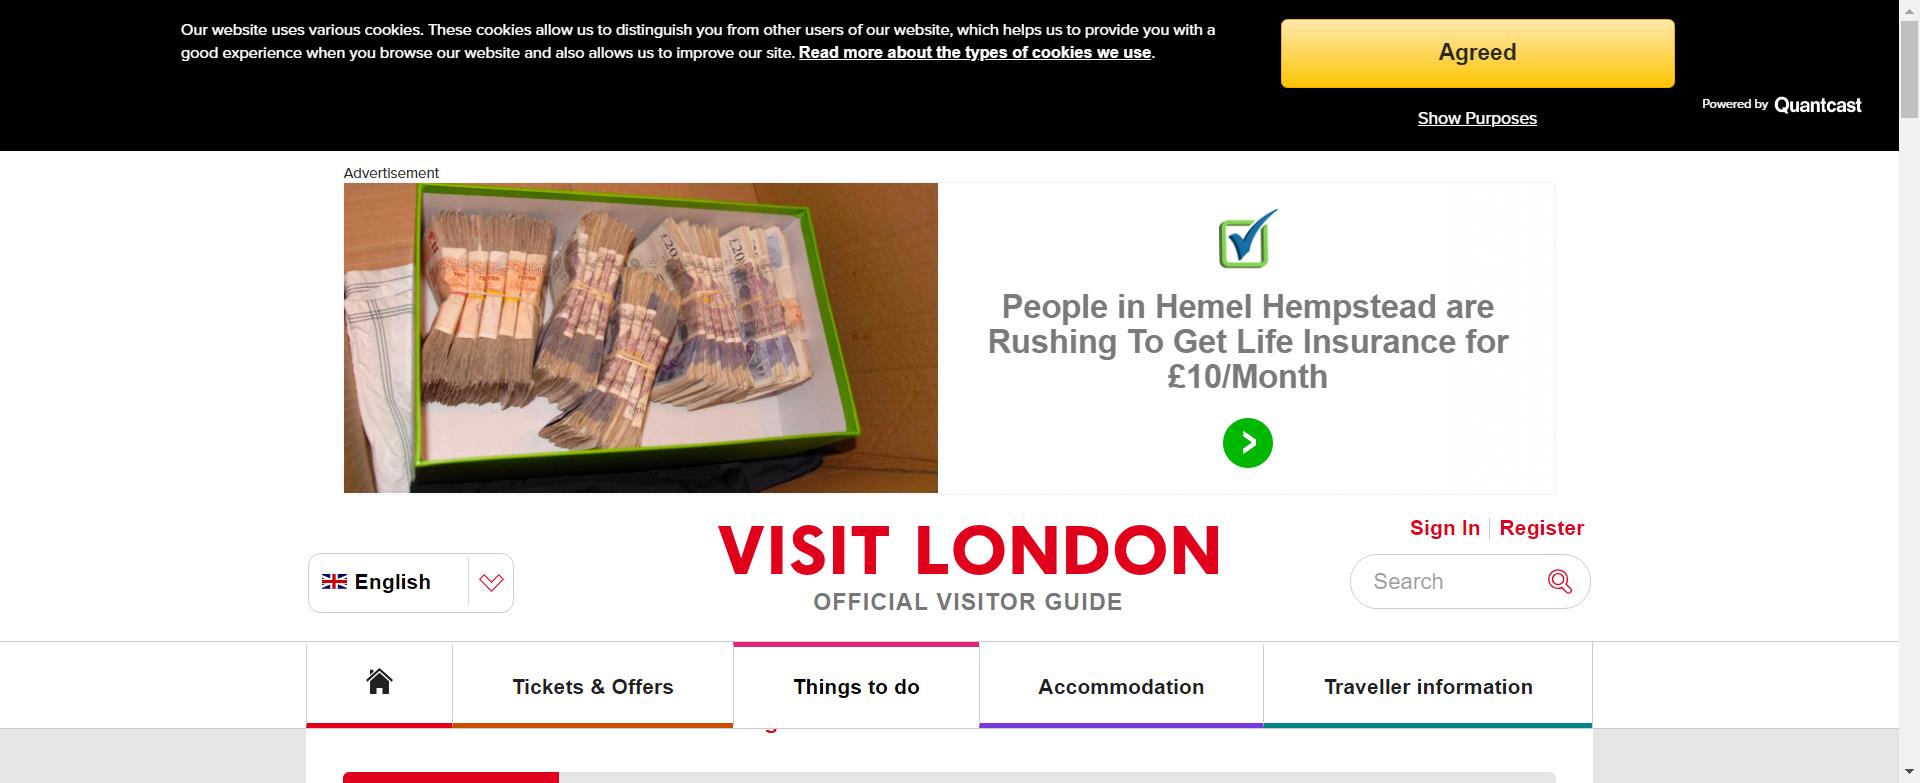 Our website uses various cookies. These cookies allow us to distinguish you from other users of our website, which helps us to provide you with a
good experience when you browse our website and also allows us to improve our site. Read more about the types of cookies we use.
Agreed
Show Purposes
Powered by Quantcast
Advertisement
£20
£20
People in Hemel Hempstead are
Rushing To Get Life Insurance for
£10/Month
Sign In
Register
English
VISIT LONDON
OFFICIAL VISITOR GUIDE
Search
Tickets & Offers
Things to do
Accommodation
Traveller information